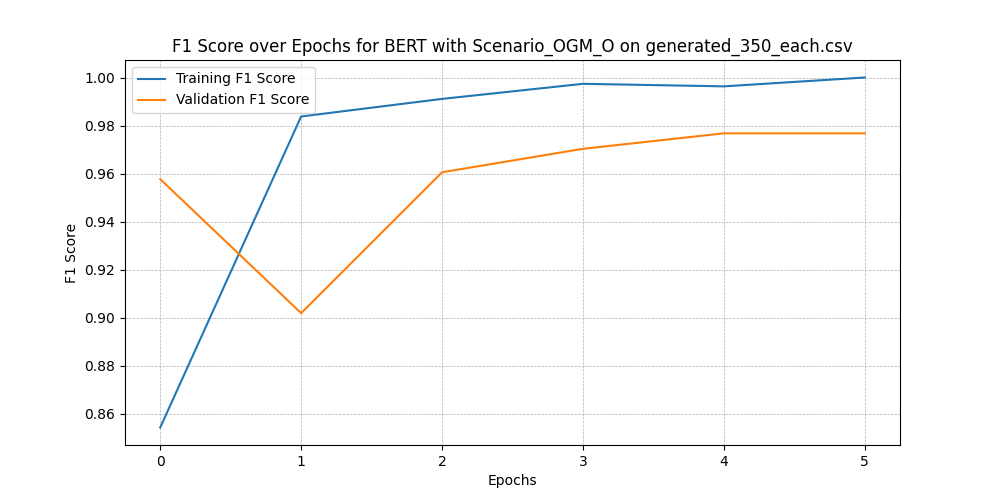 F1 Score over Epochs for BERT with Scenario_OGM_O on generated_350_each.csv
Training F1 Score
Validation F1 Score
F1 Score
1.00
0.98
0.96
0.94
0.92
0.90
0.88
0.86
0 1 2 3 4 5
Epochs